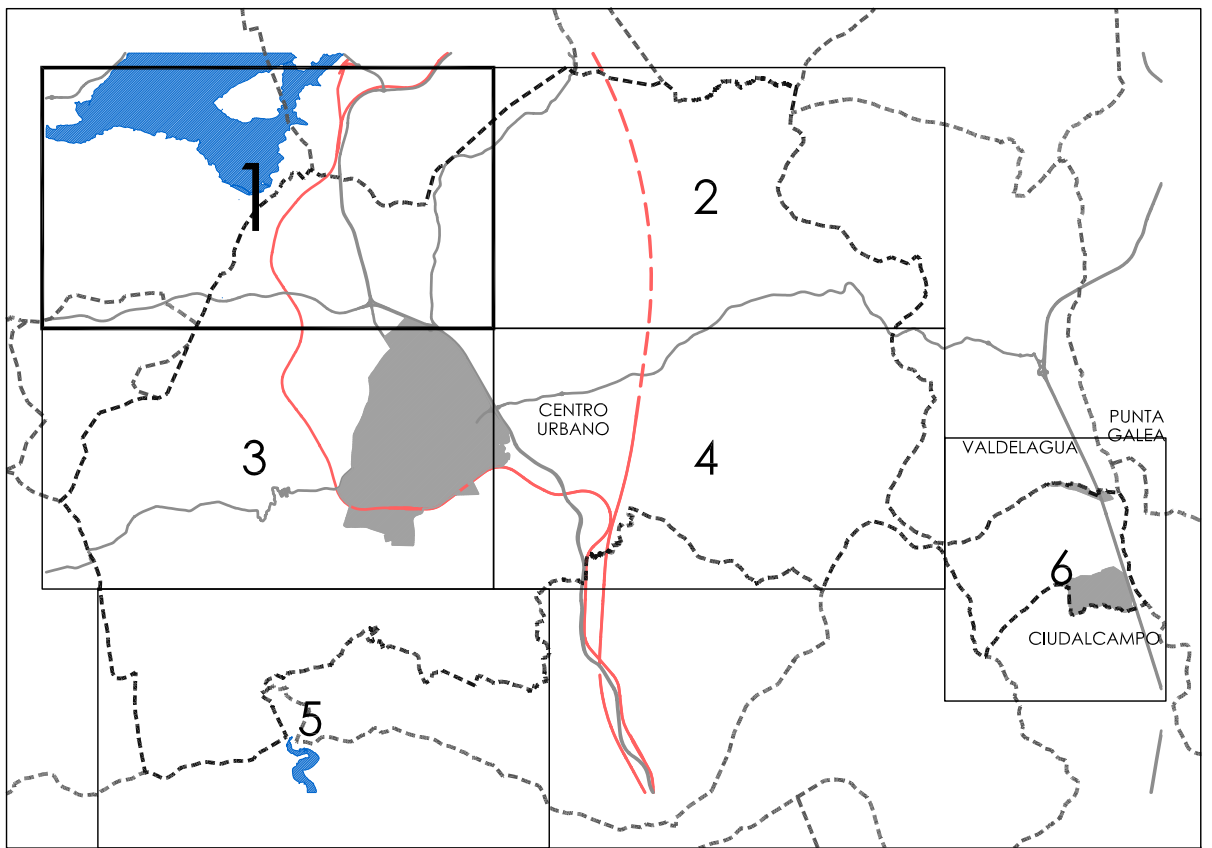 1
2
CENTRO
URBANO
PUNTA
GALEA
VALDELAGUA
3
4
6
CIUDALCAMPO
5